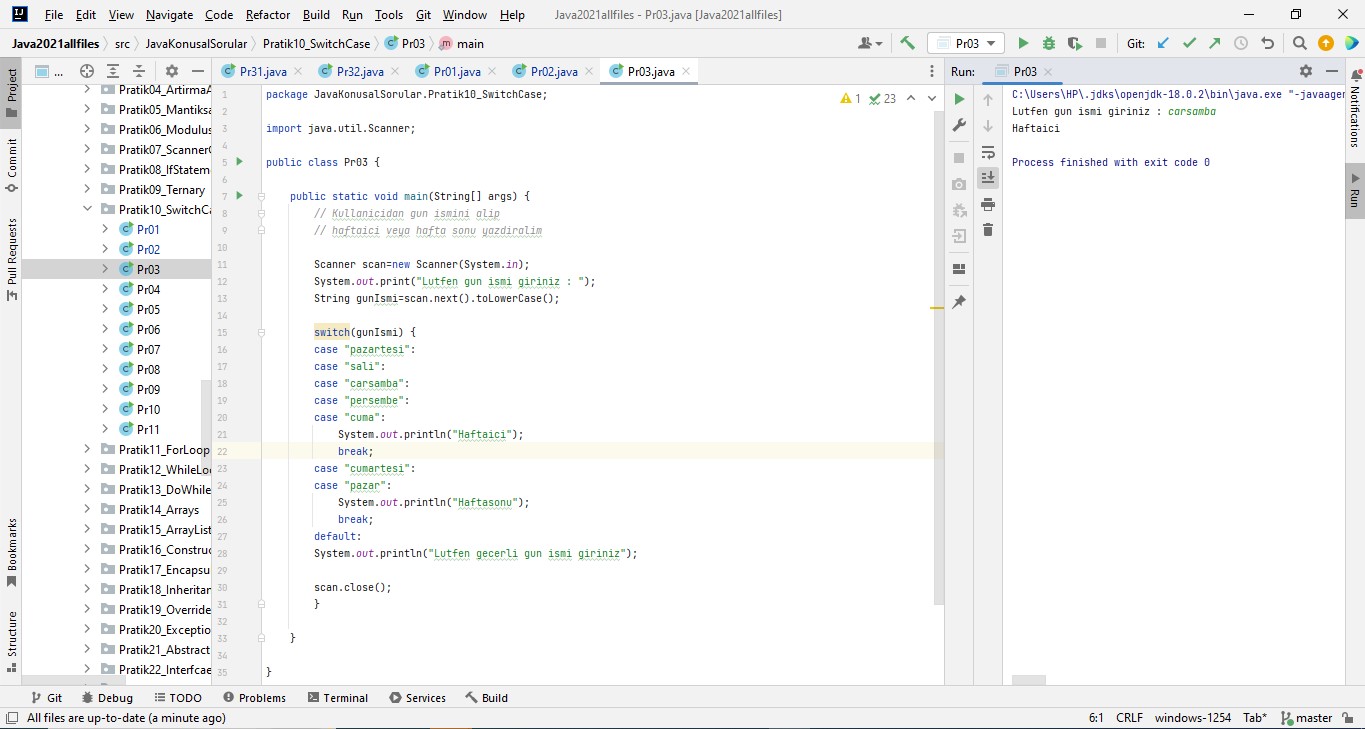 File Edit View Navigate Code Refactor Build Run Tools Git Window Help Java2021allfiles - Pr03.java [Java2021allfiles]
Java2021allfiles src JavaKonusalSorular Pratik10_SwitchCase Pr03 main Pr03 Git:
Project
Commit
Pull Requests
Bookmarks
Structure
...
Pratik04_ArtirmaA
Pratik05_Mantiksa
Pratik06_Modulus
Pratik07_Scanner
Pratik08_IfStatem
Pratik09_Ternary
Pratik10_SwitchCa
Pr01
Pr02
Pr03
Pr04
Pr05
Pr06
Pr07
Pr08
Pr09
Pr10
Pr11
Pratik11_ForLoop
Pratik12_WhileLoo
Pratik13_DoWhile
Pratik14_Arrays
Pratik15_ArrayList
Pratik16_Construc
Pratik17_Encapsu
Pratik18_Inheritan
Pratik19_Override
Pratik20_Exceptio
Pratik21_Abstract
Pratik22_Interfcae
Pr31.java Pr32.java Pr01.java Pr02.java Pr03.java
1 23
1 package JavaKonusalSorular.Pratik10_SwitchCase;
2
3 import java.util.Scanner;
4
5 public class Pr03 {
6
7 public static void main(String[] args) {
8 // Kullanicidan gun ismini alip
9 // haftaici veya hafta sonu yazdiralim
10
11 Scanner scan=new Scanner(System.in);
12 System.out.print("Lutfen gun ismi giriniz : ");
13 String gunIsmi=scan.next().toLowerCase();
14
15 switch(gunIsmi) {
16 case "pazartesi":
17 case "sali":
18 case "carsamba":
19 case "persembe":
20 case "cuma":
21 System.out.println("Haftaici");
22 break;
23 case "cumartesi":
24 case "pazar":
25 System.out.println("Haftasonu");
26 break;
27 default:
28 System.out.println("Lutfen gecerli gun ismi giriniz");
29
30 scan.close();
31 }
32
33 }
34
35 }
Run: Pr03
C:\Users\HP\.jdks\openjdk-18.0.2\bin\java.exe "-javaagen
Lutfen gun ismi giriniz : carsamba
Haftaici
Process finished with exit code 0
Notifications
Run
Git Debug TODO Problems Terminal Services Build
All files are up-to-date (a minute ago) 6:1 CRLF windows-1254 Tab* master